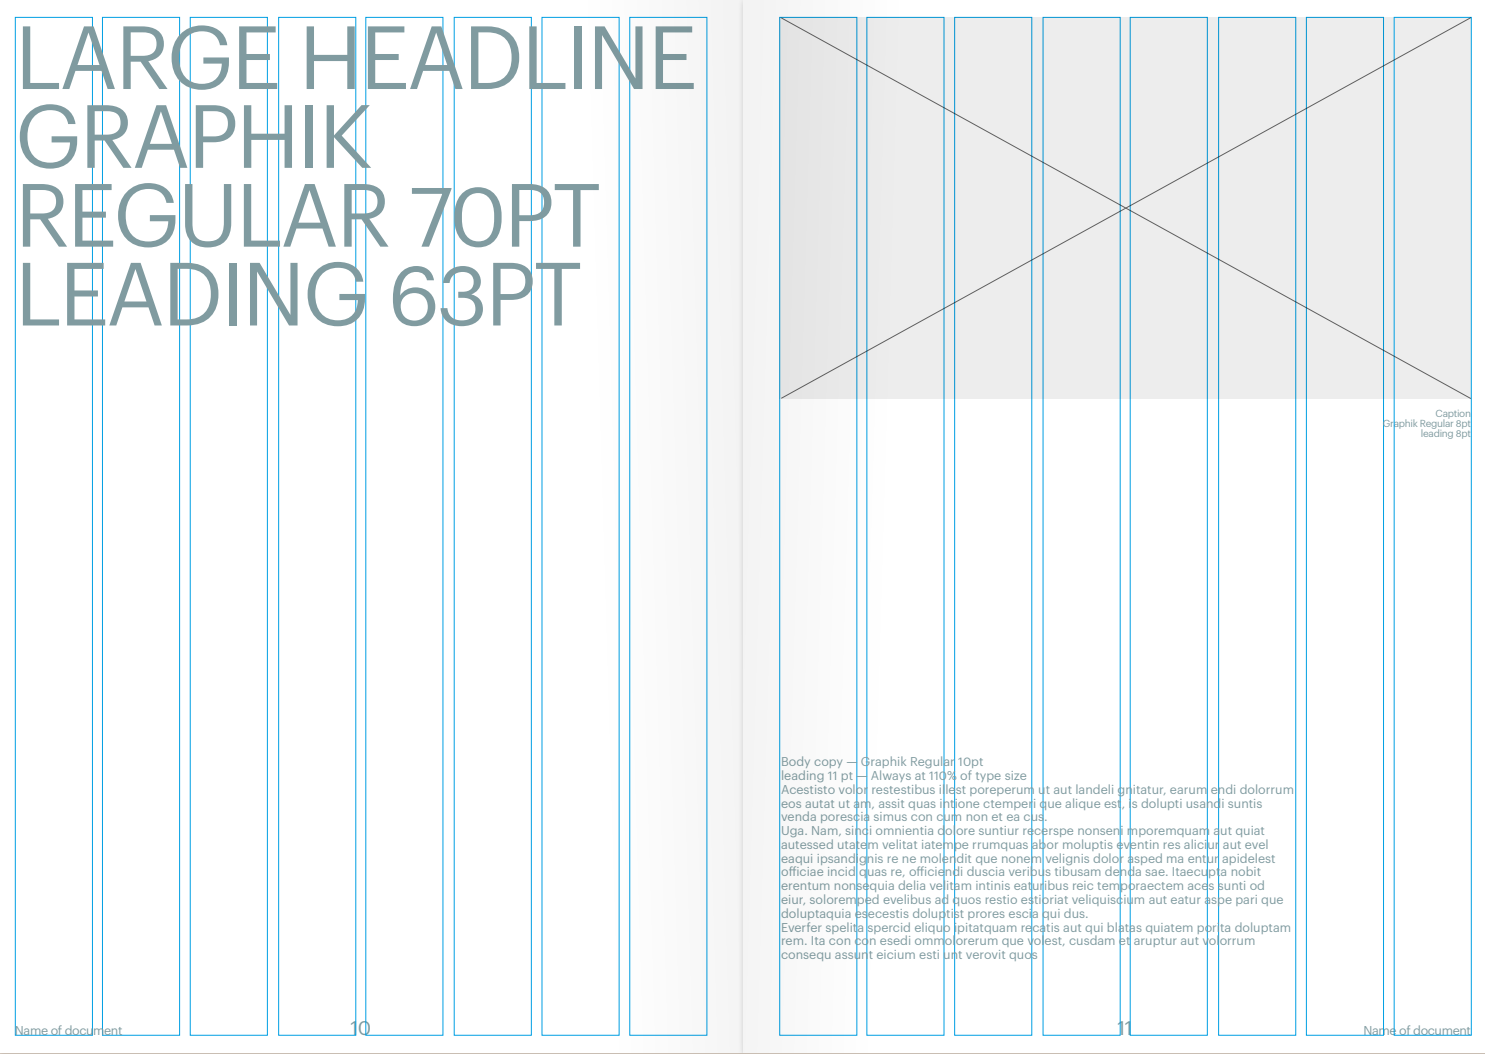 LARGE HEADLINE
GRAPHIK
REGULAR 70PT
LEADING 63PT
Name of document
10
Caption
Graphik Regular 8pt
leading 8pt
Body copy — Graphik Regular 10pt
leading 11 pt — Always at 110% of type size
Acestisto volor restestibus illest poreperum ut aut landeli gnitatur, earum endi dolorrum
eos autat ut am, assit quas intione ctemperi que alique est, is dolupti usandi suntis
venda porescia simus con cum non et ea cus.
Uga. Nam, sinci omnientia dolore suntiur recerspe nonseni mporemquam aut quiat
autessed utatem velitat iatempe rrumquas abor moluptis eventin res aliciur aut evel
eaqui ipsandignis re ne molendit que nonem velignis dolor asped ma entur apidelest
officiae incid quas re, officiendi duscia veribus tibusam denda sae. Itaecupta nobit
erentum nonsequia delia velitam intinis eaturibus reic temporaectem aces sunti od
eiur, soloremped evelibus ad quos restio estioriat veliquiscium aut eatur aspe pari que
doluptaquia esecestis doluptist prores escia qui dus.
Everfer spelita spercid eliquo ipitatquam recatis aut qui blatas quiatem porita doluptam
rem. Ita con con esedi ommolorerum que volest, cusdam et aruptur aut volorrum
consequ assunt eicium esti unt verovit quos
11
Name of document